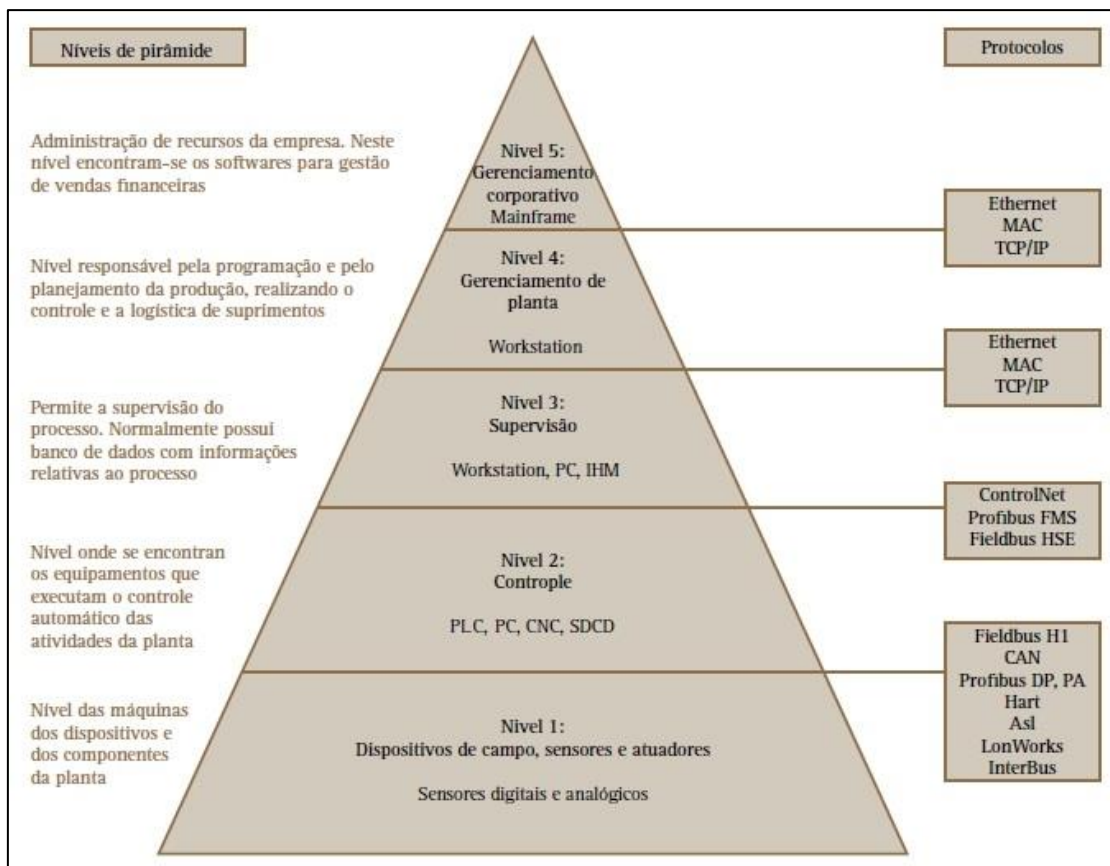 Níveis de pirâmide
Protocolos
Administração de recursos da empresa. Neste
nível encontram-se os softwares para gestão
de vendas financeiras
Nível 5:
Gerenciamento
corporativo
Mainframe
Ethernet
MAC
TCP/IP
Nível responsável pela programação e pelo
planejamento da produção, realizando o
controle e a logística de suprimentos
Nível 4:
Gerenciamento de
planta
Workstation
Ethernet
MAC
TCP/IP
Permite a supervisão do
processo. Normalmente possui
banco de dados com informações
relativas ao processo
Nível 3:
Supervisão
Workstation, PC, IHM
ControlNet
Profibus FMS
Fieldbus HSE
Nível onde se encontran
os equipamentos que
executam o controle
automático das
atividades da planta
Nível 2:
Controple
PLC, PC, CNC, SDCD
Fieldbus H1
CAN
Profibus DP, PA
Hart
Asl
LonWorks
InterBus
Nível das máquinas
dos dispositivos e
dos componentes
da planta
Nivel 1:
Dispositivos de campo, sensores e atuadores
Sensores digitais e analógicos